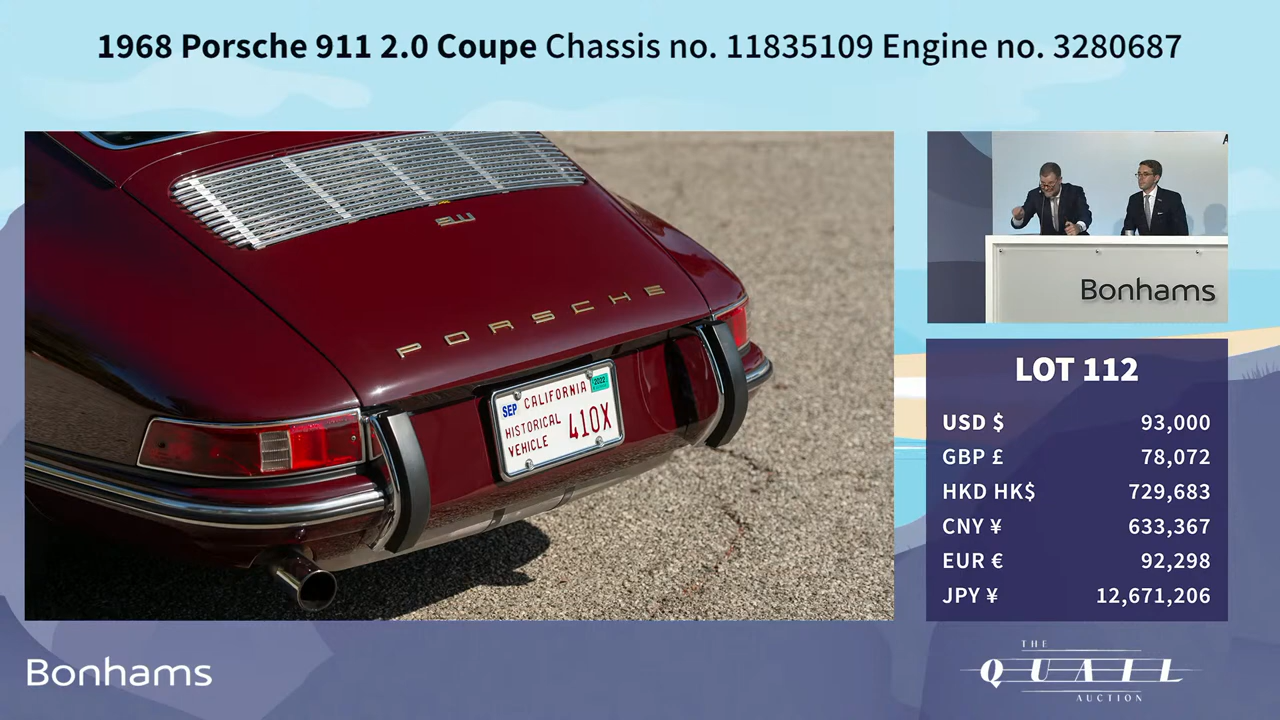 1968 Porsche 911 2.0 Coupe Chassis no. 11835109 Engine no. 3280687
911
PORSCHE
SEP CALIFORNIA 2022
HISTORICAL
VEHICLE
410X
A
Bonhams
LOT 112
USD $ 93,000
GBP £ 78,072
HKD HK$ 729,683
CNY ¥ 633,367
EUR € 92,298
JPY ¥ 12,671,206
Bonhams
THE
QUAIL
AUCTION